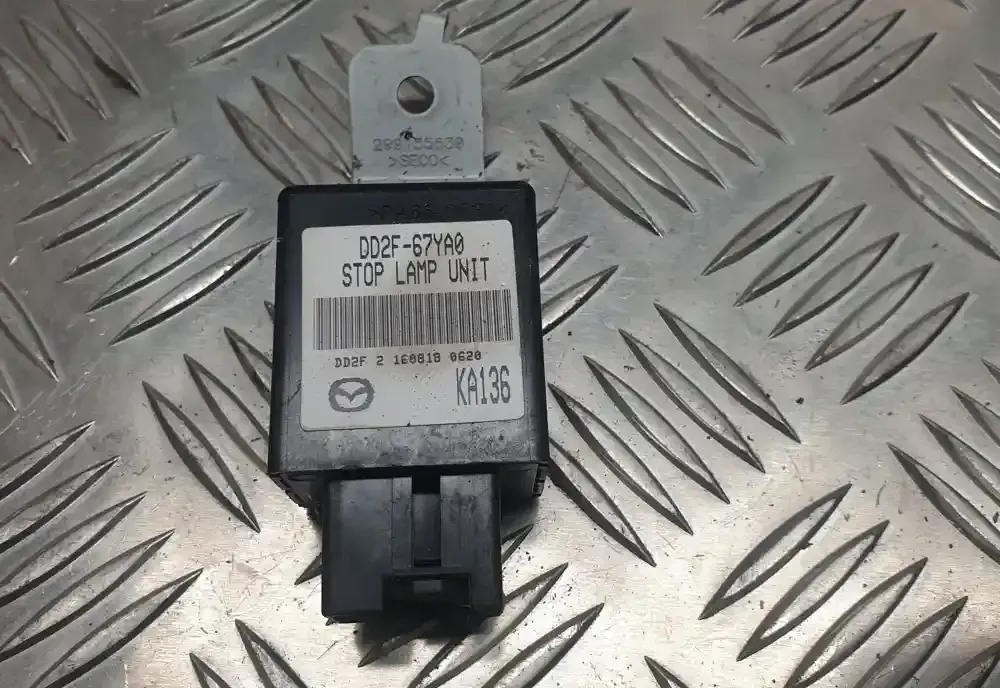 >SECO<
DD2F-67YA0
STOP LAMP UNIT
DD2F 2 160818 0620
KA136